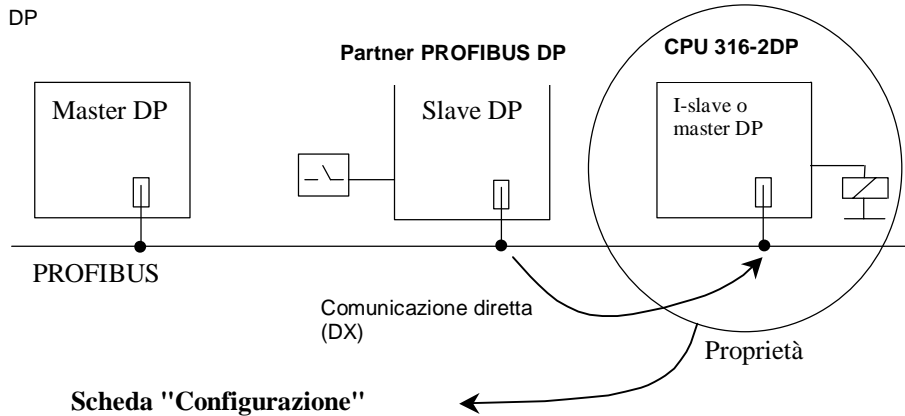 DP
Partner PROFIBUS DP
CPU 316-2DP
Master DP
Slave DP
I-slave o
master DP
PROFIBUS
Comunicazione diretta
(DX)
Proprietà
Scheda "Configurazione"